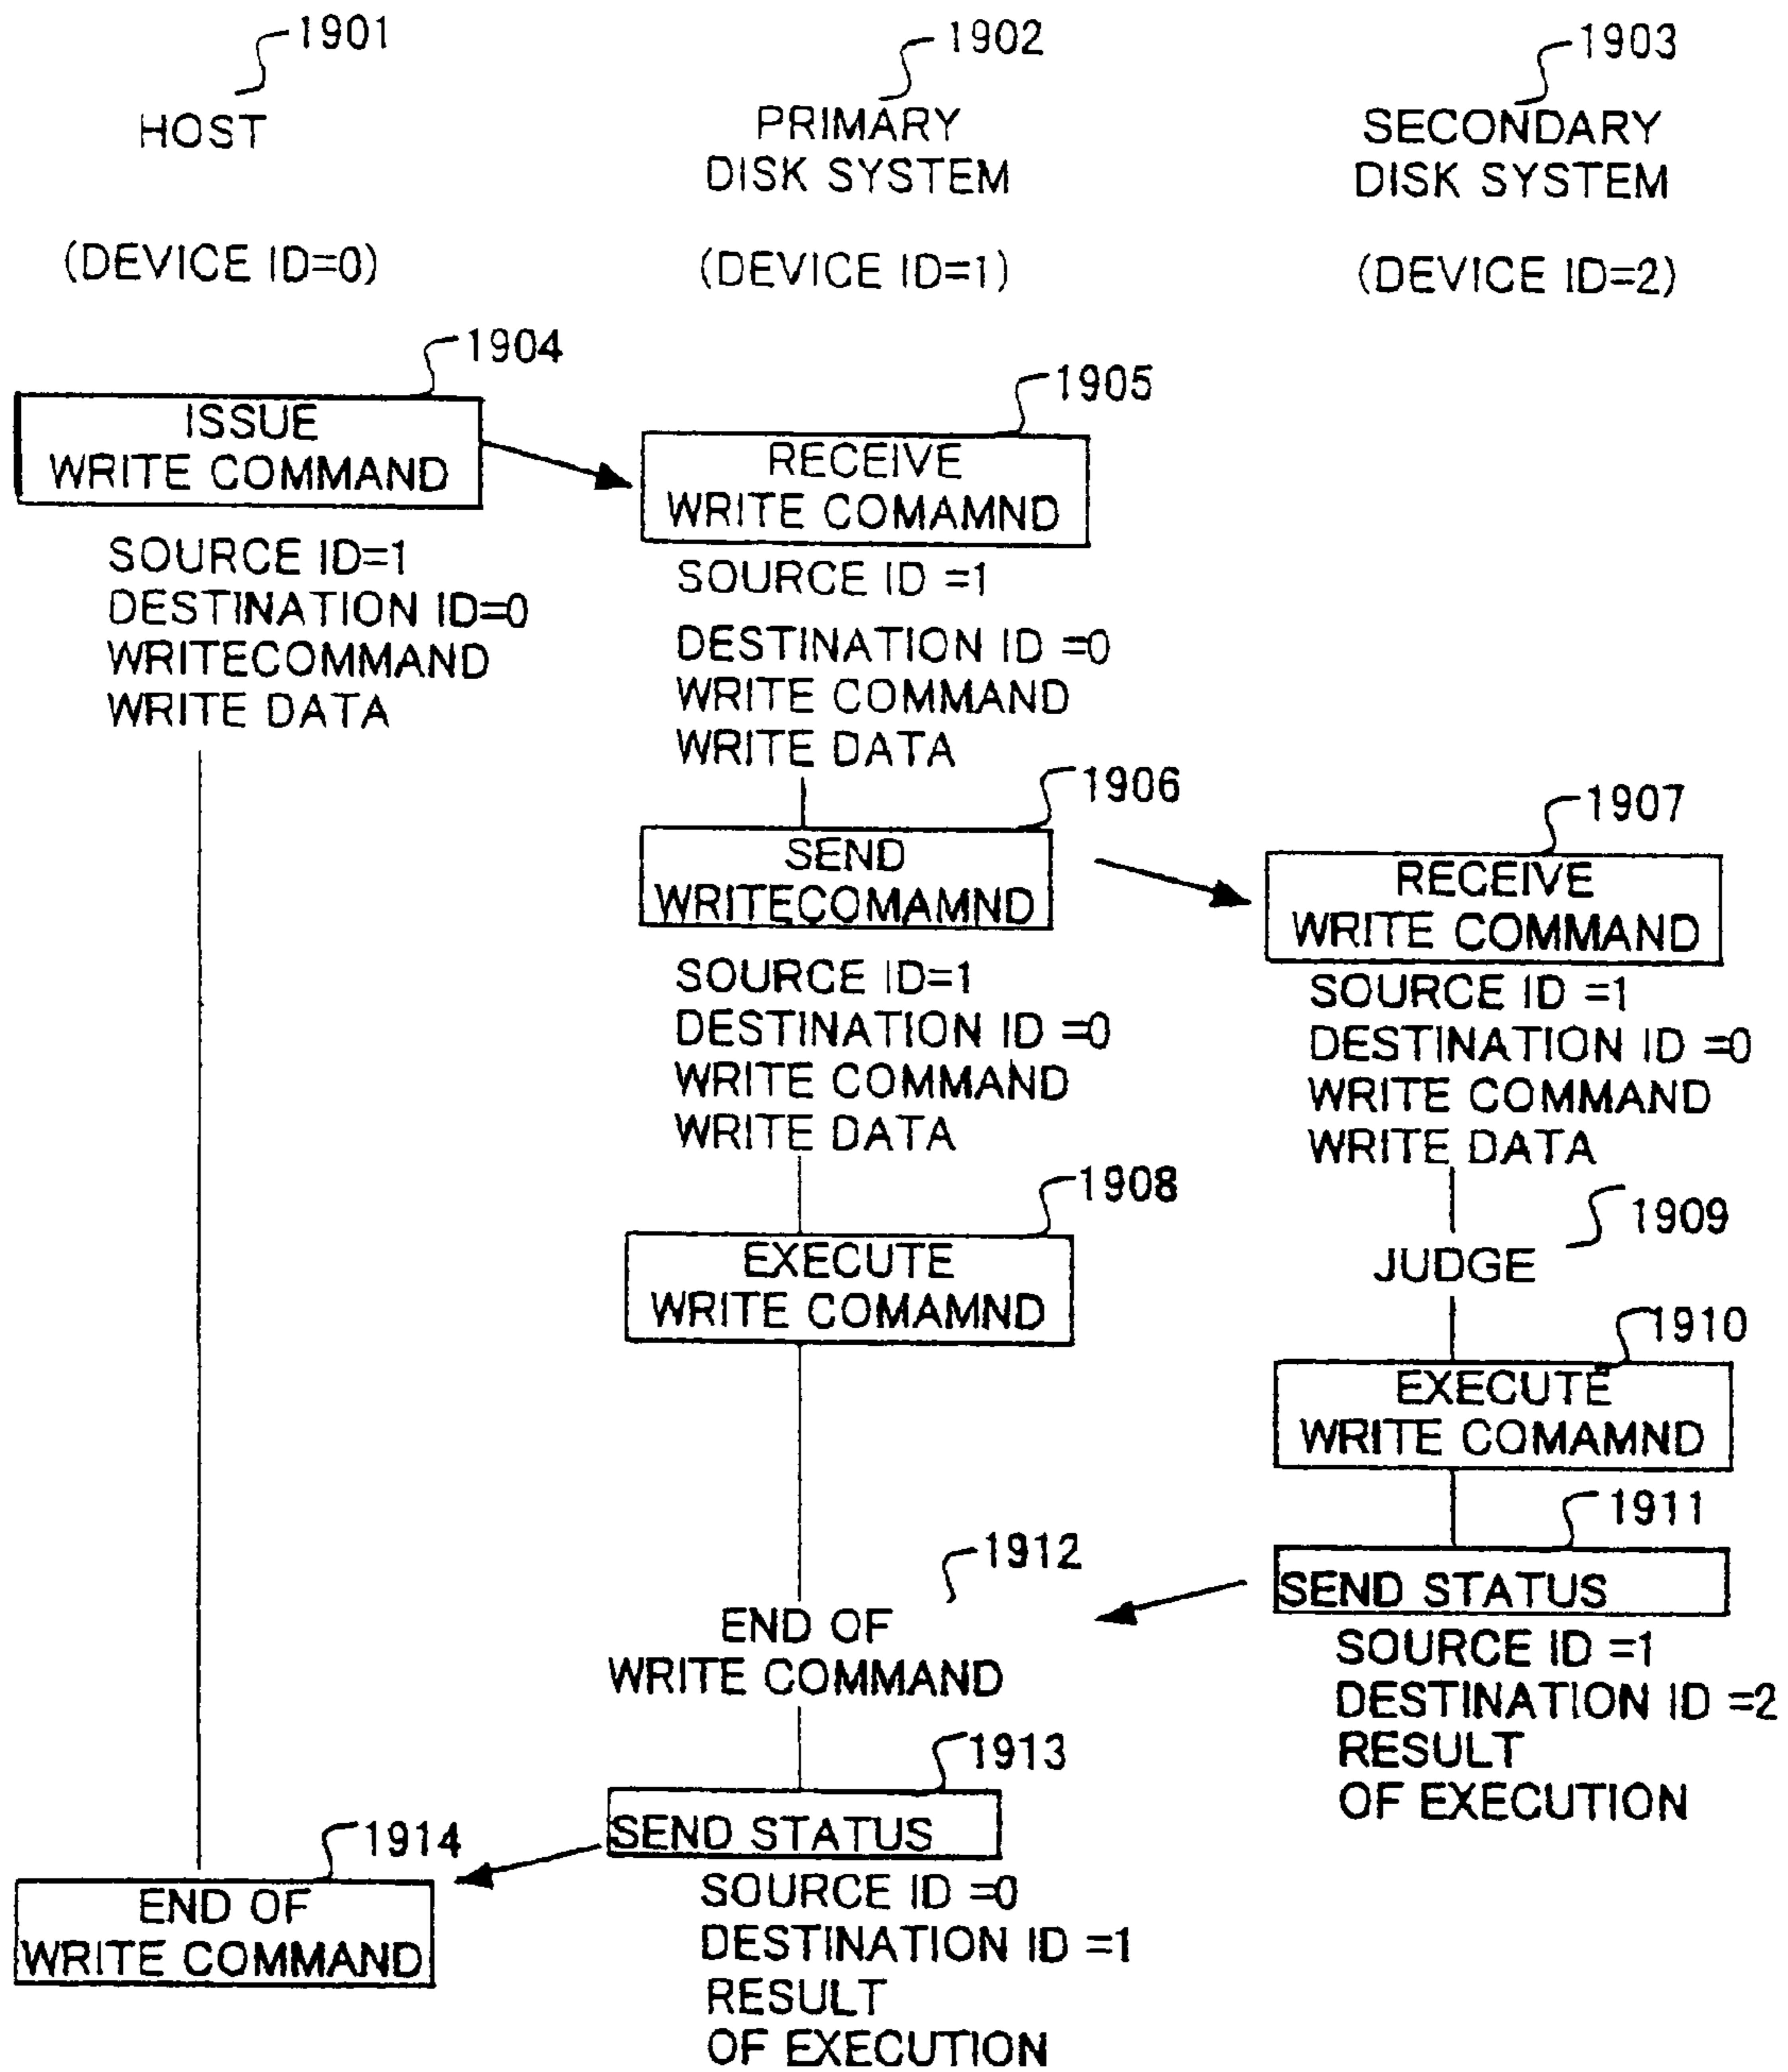 1901
1902
1903
HOST
PRIMARY
DISK SYSTEM
SECONDARY
DISK SYSTEM
(DEVICE ID=0)
(DEVICE ID=1)
(DEVICE ID=2)
1904
ISSUE
WRITE COMMAND
SOURCE ID=1
DESTINATION ID=0
WRITECOMMAND
WRITE DATA
1905
RECEIVE
WRITE COMAMND
SOURCE ID =1
DESTINATION ID =0
WRITE COMMAND
WRITE DATA
1906
SEND
WRITECOMAMND
SOURCE ID=1
DESTINATION ID =0
WRITE COMMAND
WRITE DATA
1907
RECEIVE
WRITE COMMAND
SOURCE ID =1
DESTINATION ID =0
WRITE COMMAND
WRITE DATA
1908
EXECUTE
WRITE COMAMND
1909
JUDGE
1910
EXECUTE
WRITE COMAMND
1911
SEND STATUS
SOURCE ID =1
DESTINATION ID =2
RESULT
OF EXECUTION
1912
END OF
WRITE COMMAND
1913
SEND STATUS
SOURCE ID =0
DESTINATION ID =1
RESULT
OF EXECUTION
1914
END OF
WRITE COMMAND